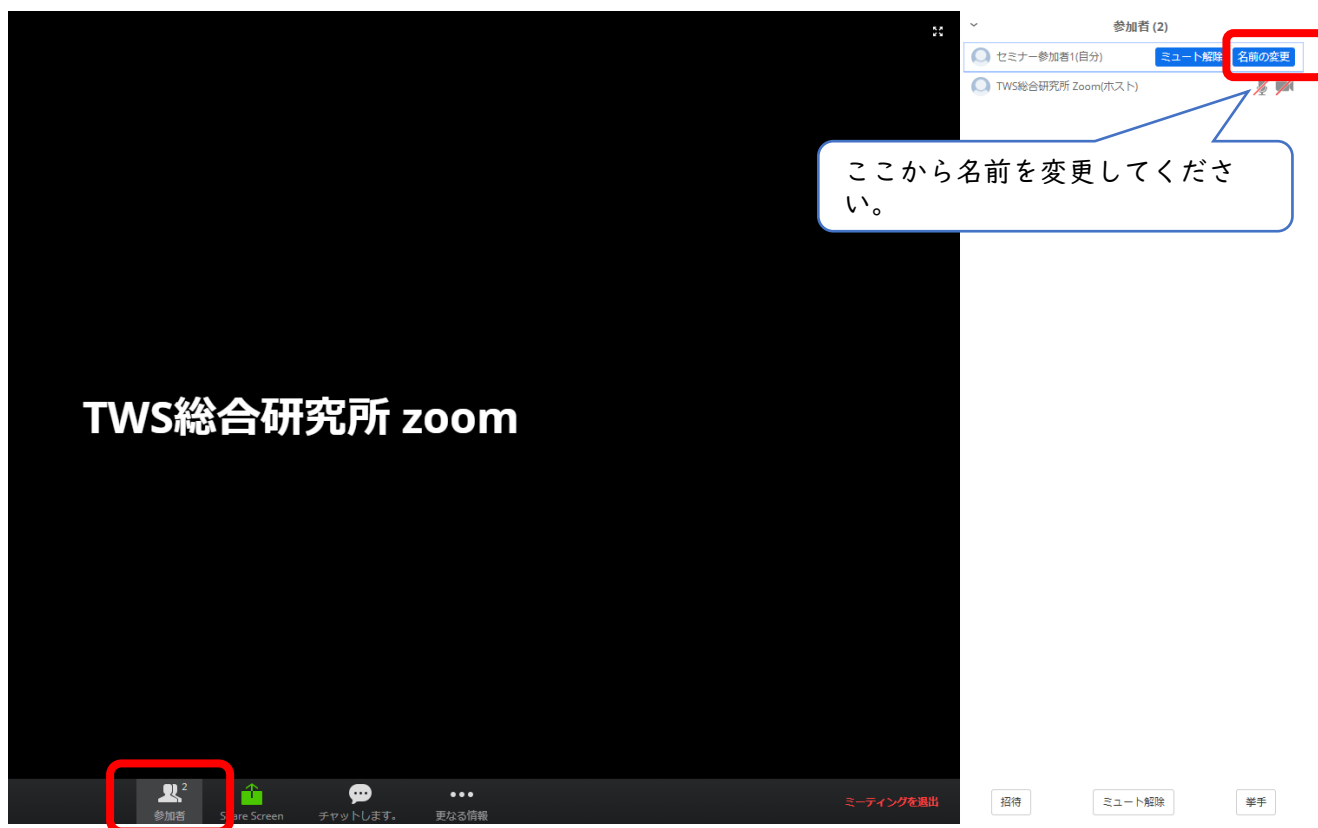 参加者 (2)
セミナー参加者1(自分) ミュート解除 名前の変更
TWS総合研究所 Zoom(ホスト)
ここから名前を変更してくださ
い。
TWS総合研究所 zoom
2
参加者 Share Screen チャットします。 更なる情報 ミーティングを退出
招待 ミュート解除 挙手